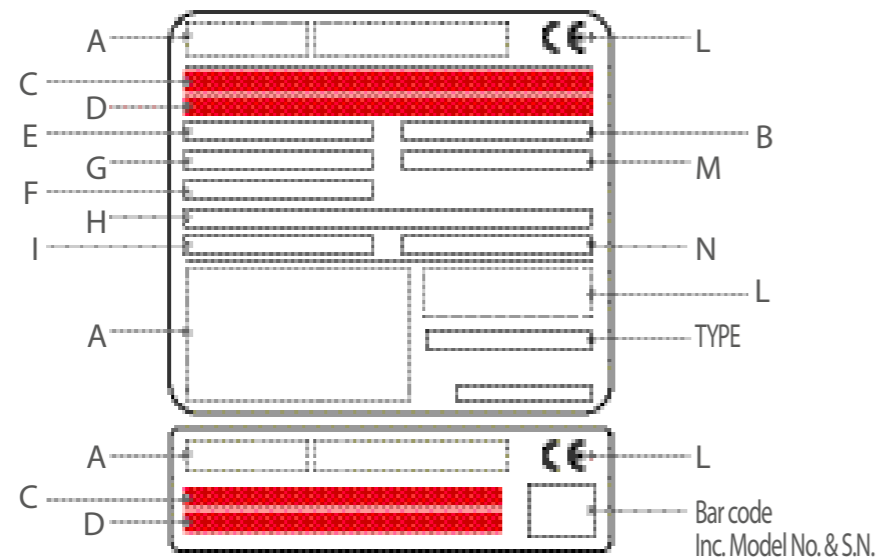 A CE L
C
D
E B
G M
F
H
I N
L
A TYPE
A CE L
C
D Bar code
Inc. Model No. & S.N.